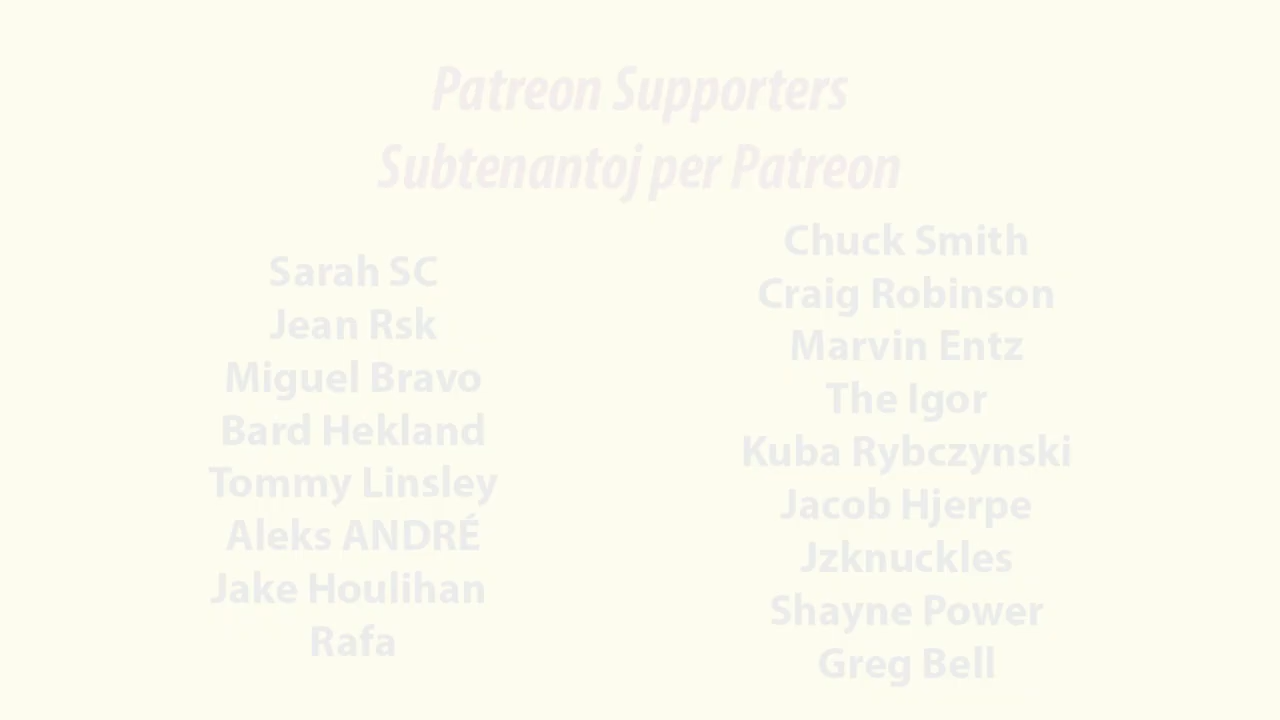 Patreon Supporters
Subtenantoj per Patreon
Sarah SC
Jean Rsk
Miguel Bravo
Bard Hekland
Tommy Linsley
Aleks ANDRÉ
Jake Houlihan
Rafa
Chuck Smith
Craig Robinson
Marvin Entz
The Igor
Kuba Rybczynski
Jacob Hjerpe
Jzknuckles
Shayne Power
Greg Bell